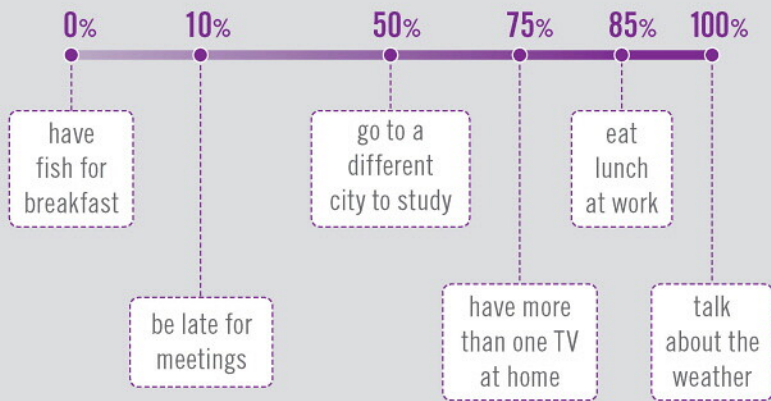 0% 10% 50% 75% 85% 100%
have
fish for
breakfast
be late for
meetings
go to a
different
city to study
have more
than one TV
at home
eat
lunch
at work
talk
about the
weather